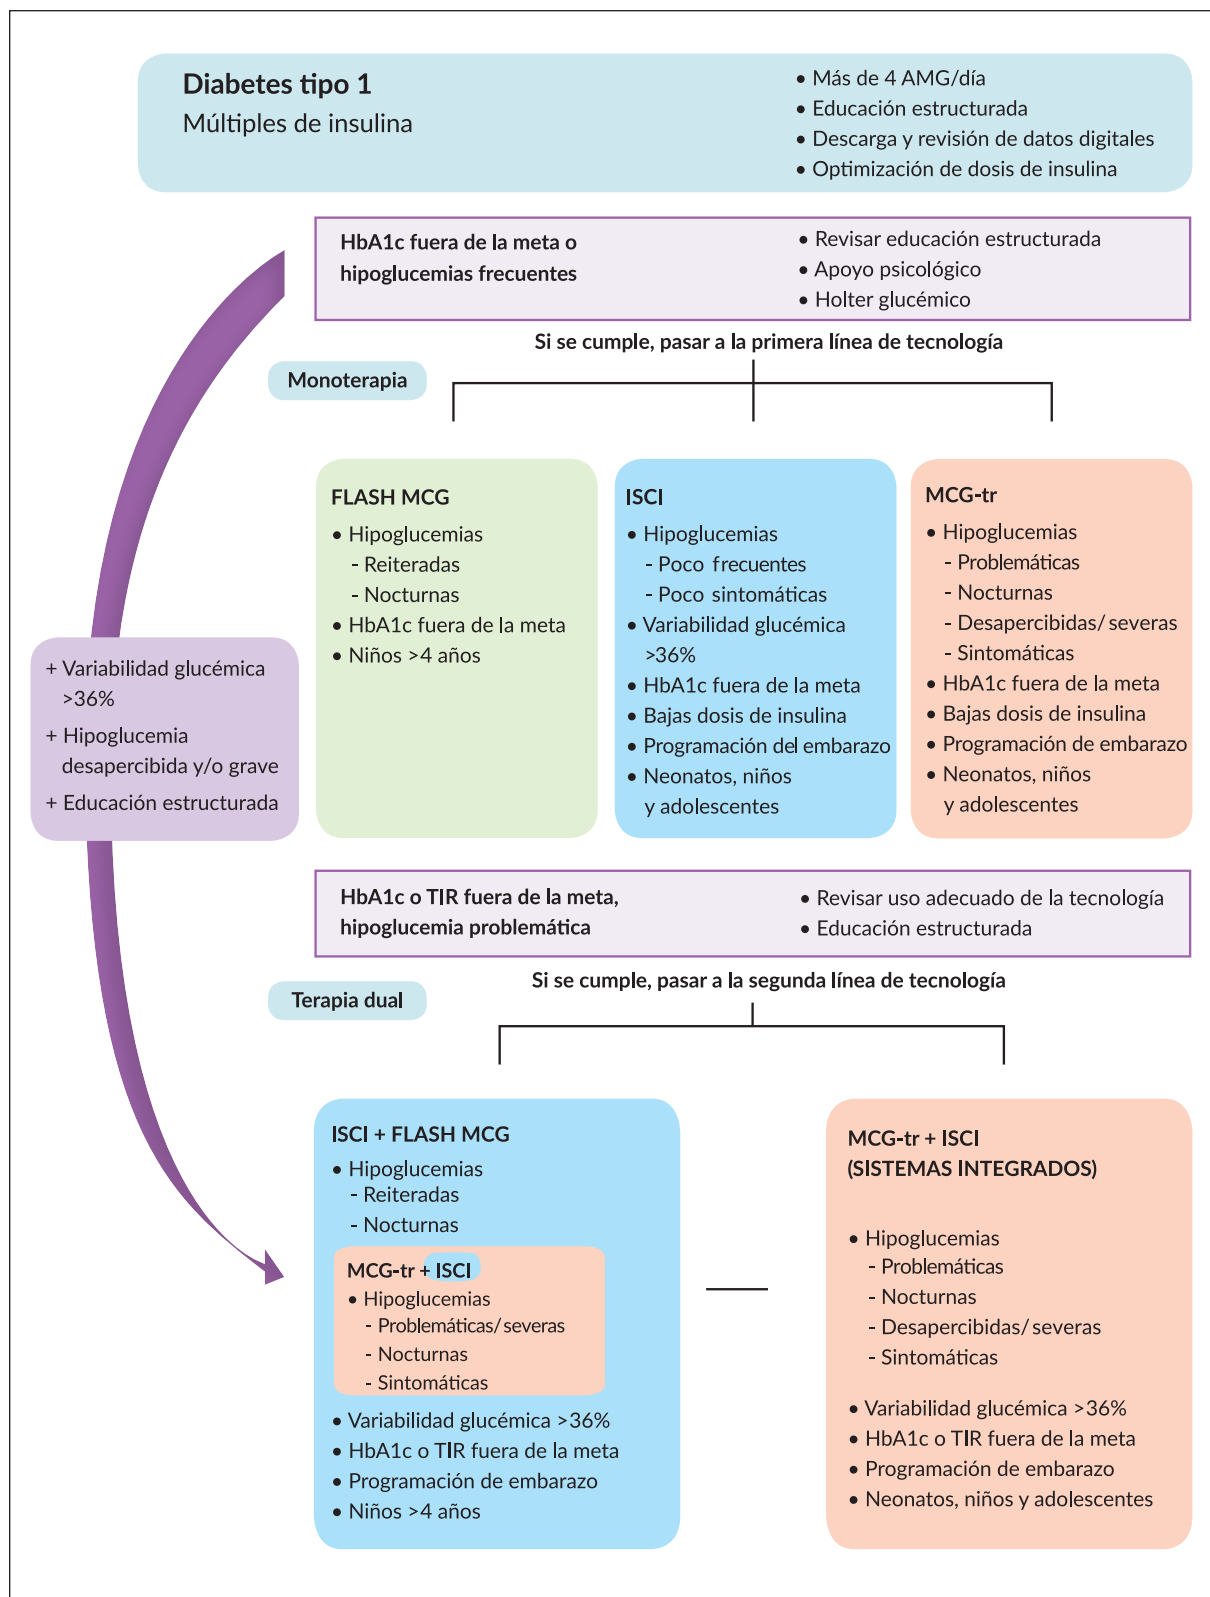 Diabetes tipo 1
Múltiples de insulina
• Más de 4 AMG/día
• Educación estructurada
• Descarga y revisión de datos digitales
• Optimización de dosis de insulina
HbA1c fuera de la meta o
hipoglucemias frecuentes
• Revisar educación estructurada
• Apoyo psicológico
• Holter glucémico
Si se cumple, pasar a la primera línea de tecnología
Monoterapia
FLASH MCG
• Hipoglucemias
- Reiteradas
- Nocturnas
• HbA1c fuera de la meta
• Niños >4 años
ISCI
• Hipoglucemias
- Poco frecuentes
- Poco sintomáticas
• Variabilidad glucémica
>36%
• HbA1c fuera de la meta
• Bajas dosis de insulina
• Programación del embarazo
• Neonatos, niños
y adolescentes
MCG-tr
• Hipoglucemias
- Problemáticas
- Nocturnas
- Desapercibidas/severas
- Sintomáticas
• HbA1c fuera de la meta
• Bajas dosis de insulina
• Programación de embarazo
• Neonatos, niños
y adolescentes
+ Variabilidad glucémica
>36%
+ Hipoglucemia
desapercibida y/o grave
+ Educación estructurada
HbA1c o TIR fuera de la meta,
hipoglucemia problemática
• Revisar uso adecuado de la tecnología
• Educación estructurada
Si se cumple, pasar a la segunda línea de tecnología
Terapia dual
ISCI + FLASH MCG
• Hipoglucemias
- Reiteradas
- Nocturnas
MCG-tr + ISCI
• Hipoglucemias
- Problemáticas/severas
- Nocturnas
- Sintomáticas
• Variabilidad glucémica >36%
• HbA1c o TIR fuera de la meta
• Programación de embarazo
• Niños >4 años
MCG-tr + ISCI
(SISTEMAS INTEGRADOS)
• Hipoglucemias
- Problemáticas
- Nocturnas
- Desapercibidas/severas
- Sintomáticas
• Variabilidad glucémica >36%
• HbA1c o TIR fuera de la meta
• Programación de embarazo
• Neonatos, niños y adolescentes